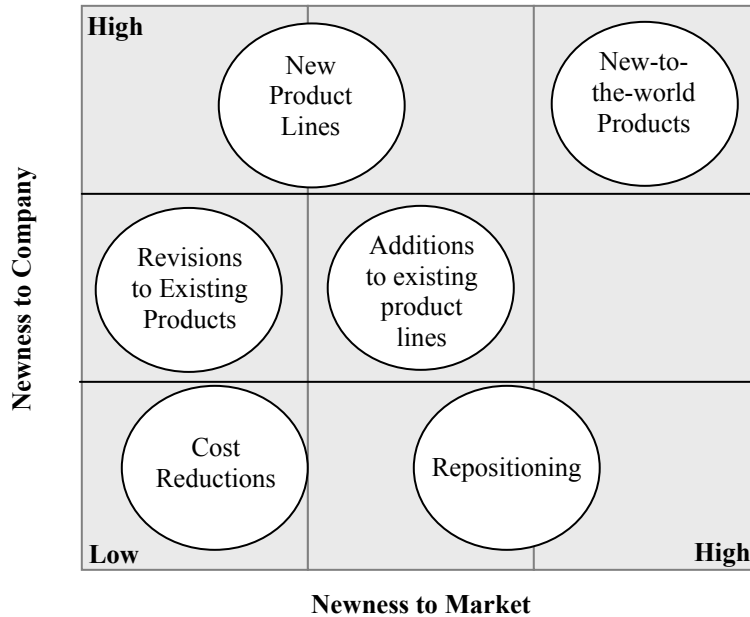 High
New
Product
Lines
New-to-
the-world
Products
Newness to Company
Revisions
to Existing
Products
Additions
to existing
product
lines
Cost
Reductions
Repositioning
Low
High
Newness to Market